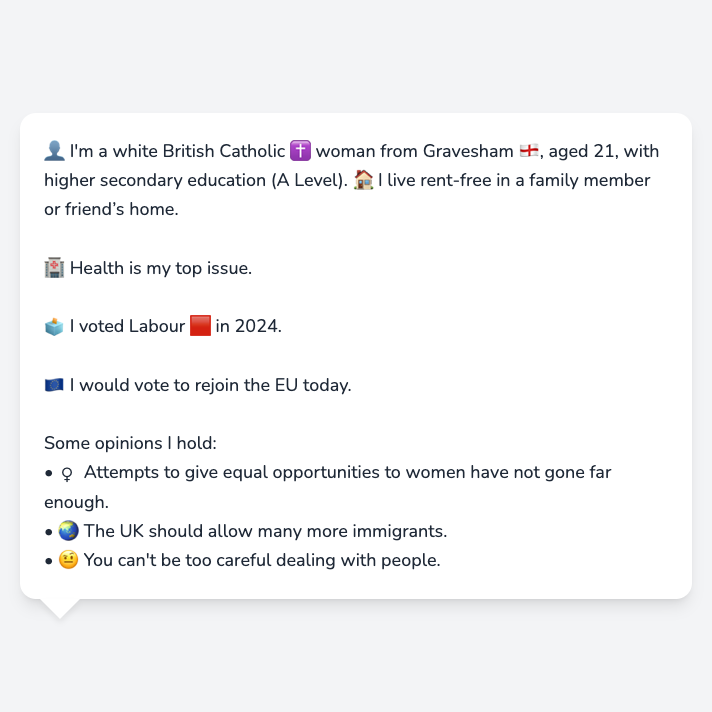 👤 I'm a white British Catholic ✝️ woman from Gravesham 🏴󠁧󠁢󠁥󠁮󠁧󠁿, aged 21, with
higher secondary education (A Level). 🏠 I live rent-free in a family member
or friend’s home.
🏥 Health is my top issue.
🗳️ I voted Labour 🟥 in 2024.
🇪🇺 I would vote to rejoin the EU today.
Some opinions I hold:
• ♀ Attempts to give equal opportunities to women have not gone far
enough.
• 🌏 The UK should allow many more immigrants.
• 🤨 You can't be too careful dealing with people.